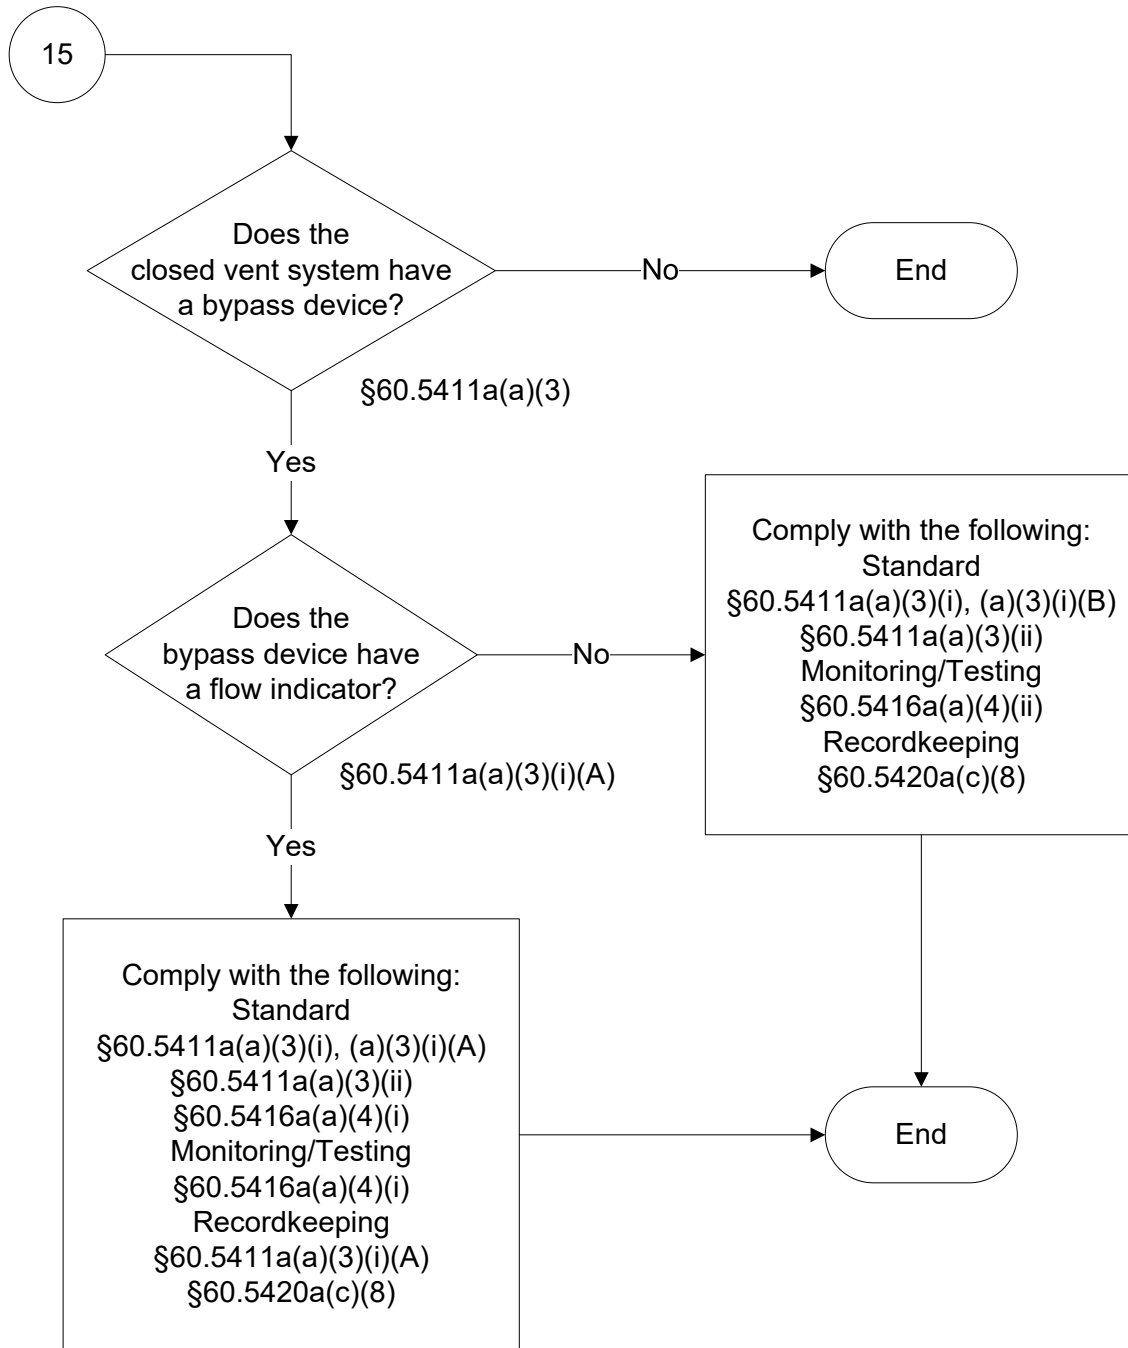 15
Does the
closed vent system have
a bypass device?
No
End
§60.5411a(a)(3)
Yes
Does the
bypass device have
a flow indicator?
No
Comply with the following:
Standard
§60.5411a(a)(3)(i), (a)(3)(i)(B)
§60.5411a(a)(3)(ii)
Monitoring/Testing
§60.5416a(a)(4)(ii)
Recordkeeping
§60.5420a(c)(8)
§60.5411a(a)(3)(i)(A)
Yes
Comply with the following:
Standard
§60.5411a(a)(3)(i), (a)(3)(i)(A)
§60.5411a(a)(3)(ii)
§60.5416a(a)(4)(i)
Monitoring/Testing
§60.5416a(a)(4)(i)
Recordkeeping
§60.5411a(a)(3)(i)(A)
§60.5420a(c)(8)
End